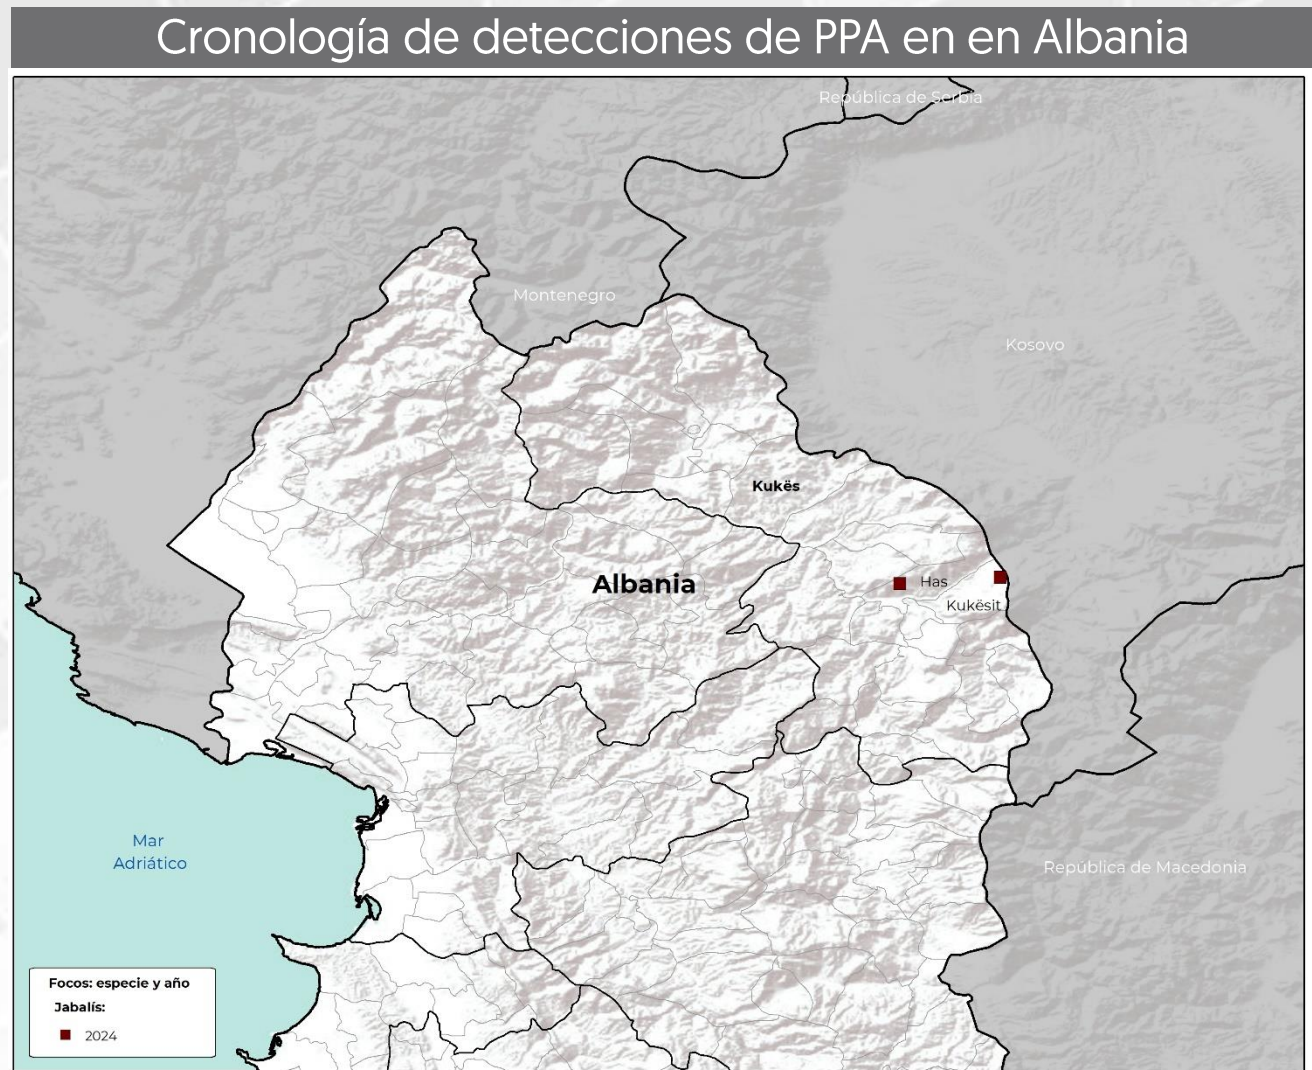 Cronología de detecciones de PPA en en Albania
República de Serbia
Montenegro
Kosovo
Kukës
Albania
Has
Kukësit
Mar
Adriático
República de Macedonia
Focos: especie y año
Jabalís:
2024